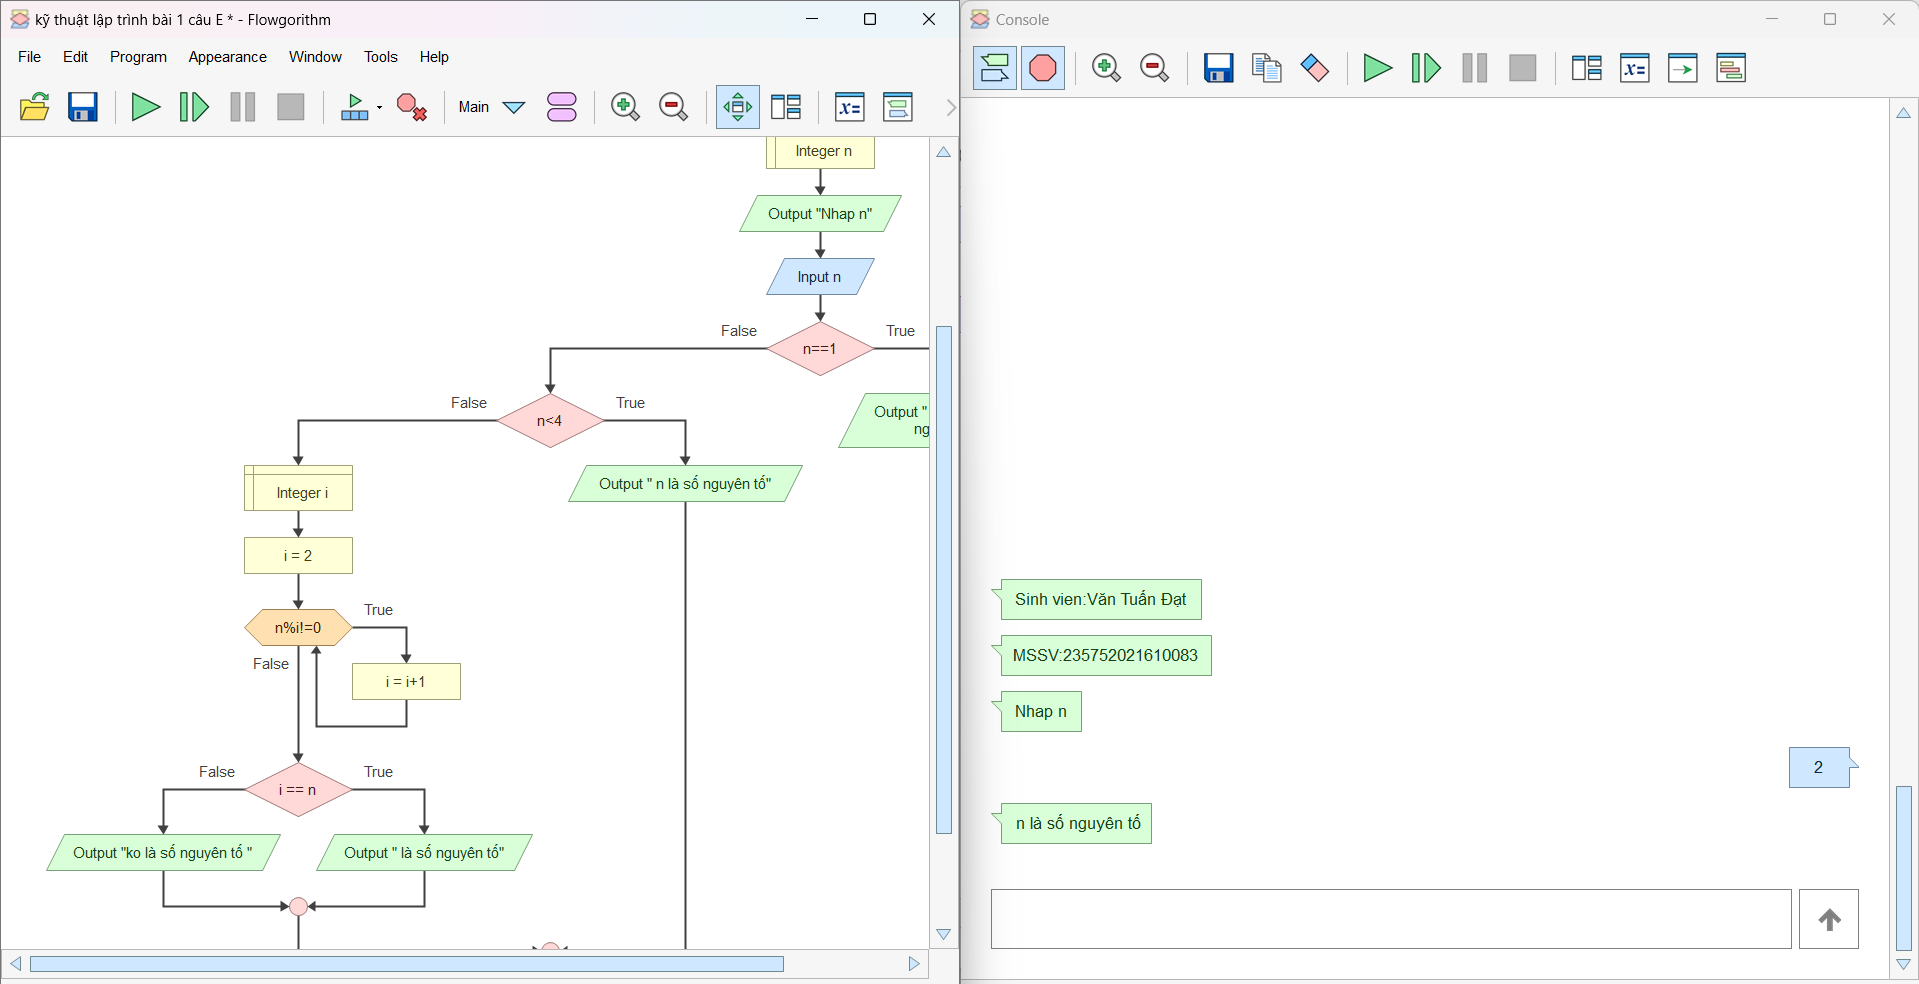 kỹ thuật lập trình bài 1 câu E * - Flowgorithm
File Edit Program Appearance Window Tools Help
Main
Integer n
Output "Nhap n"
Input n
False
True
n==1
False
True
n<4
Output "
ng
Output " n là số nguyên tố"
Integer i
i = 2
True
n%i!=0
False
i = i+1
False
True
i == n
Output "ko là số nguyên tố "
Output " là số nguyên tố"
Console
x=
x=
Sinh vien:Văn Tuấn Đạt
MSSV:235752021610083
Nhap n
2
n là số nguyên tố